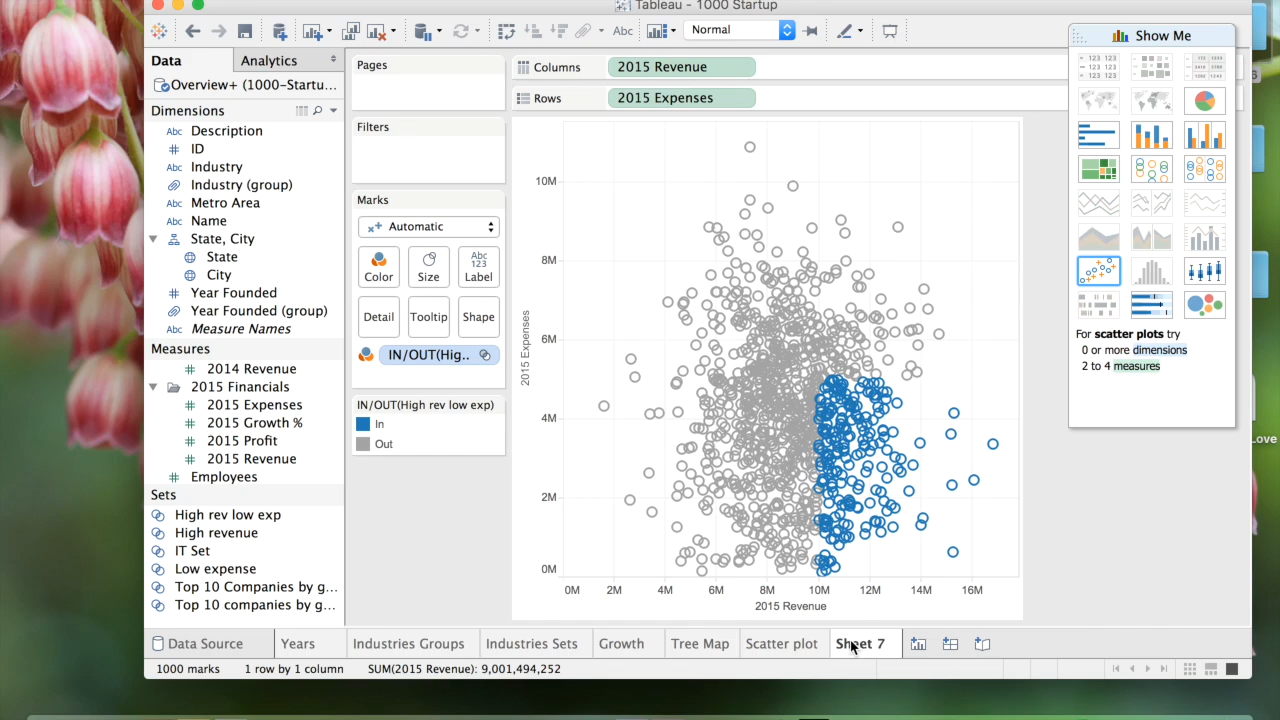 Tableau - 1000 Startup
Abc
Normal
Show Me
Data
Analytics
Pages
Columns
2015 Revenue
Overview+ (1000-Startu...
Rows
2015 Expenses
Dimensions
Filters
Abc Description
ID
Abc Industry
Industry (group)
Abc Metro Area
Abc Name
State, City
State
City
Year Founded
Year Founded (group)
Abc Measure Names
Measures
2014 Revenue
2015 Financials
2015 Expenses
2015 Growth %
2015 Profit
2015 Revenue
Employees
Sets
High rev low exp
High revenue
IT Set
Low expense
Top 10 Companies by g...
Top 10 companies by g...
Marks
Automatic
Abc
123
Color
Size
Label
Detail
Tooltip
Shape
IN/OUT(Hig..
IN/OUT(High rev low exp)
In
Out
2015 Expenses
10M
8M
6M
4M
2M
0M
0M 2M 4M 6M 8M 10M 12M 14M 16M
2015 Revenue
For scatter plots try
0 or more dimensions
2 to 4 measures
Love
Data Source
Years
Industries Groups
Industries Sets
Growth
Tree Map
Scatter plot
Sheet 7
1000 marks
1 row by 1 column
SUM(2015 Revenue): 9,001,494,252